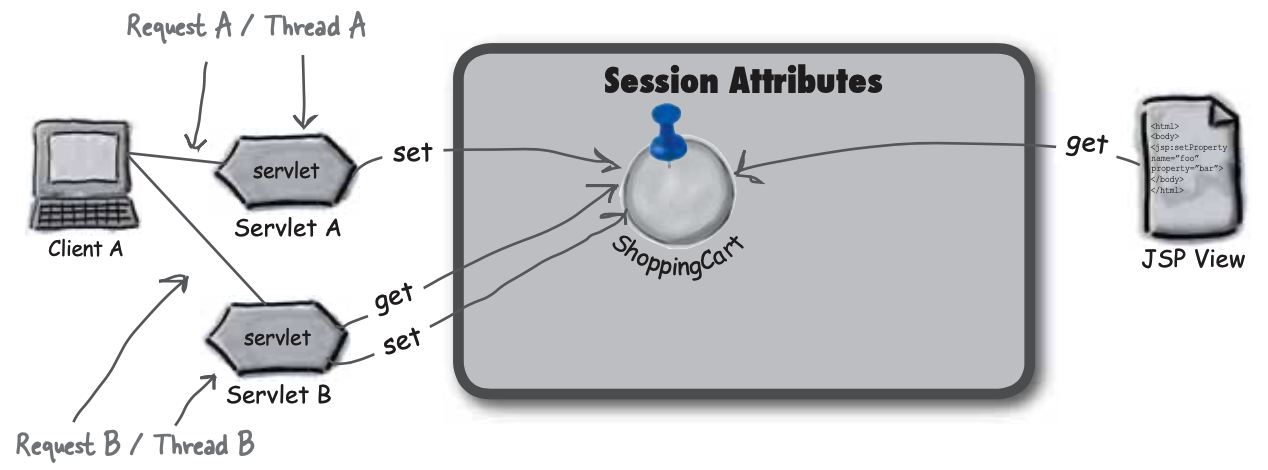 Request A / Thread A
Session Attributes
servlet
Servlet A
set
get
<html>
<body>
<jsp:setProperty
name="foo"
property="bar">
</body>
</html>
Client A
ShoppingCart
JSP View
get
set
servlet
Servlet B
Request B / Thread B